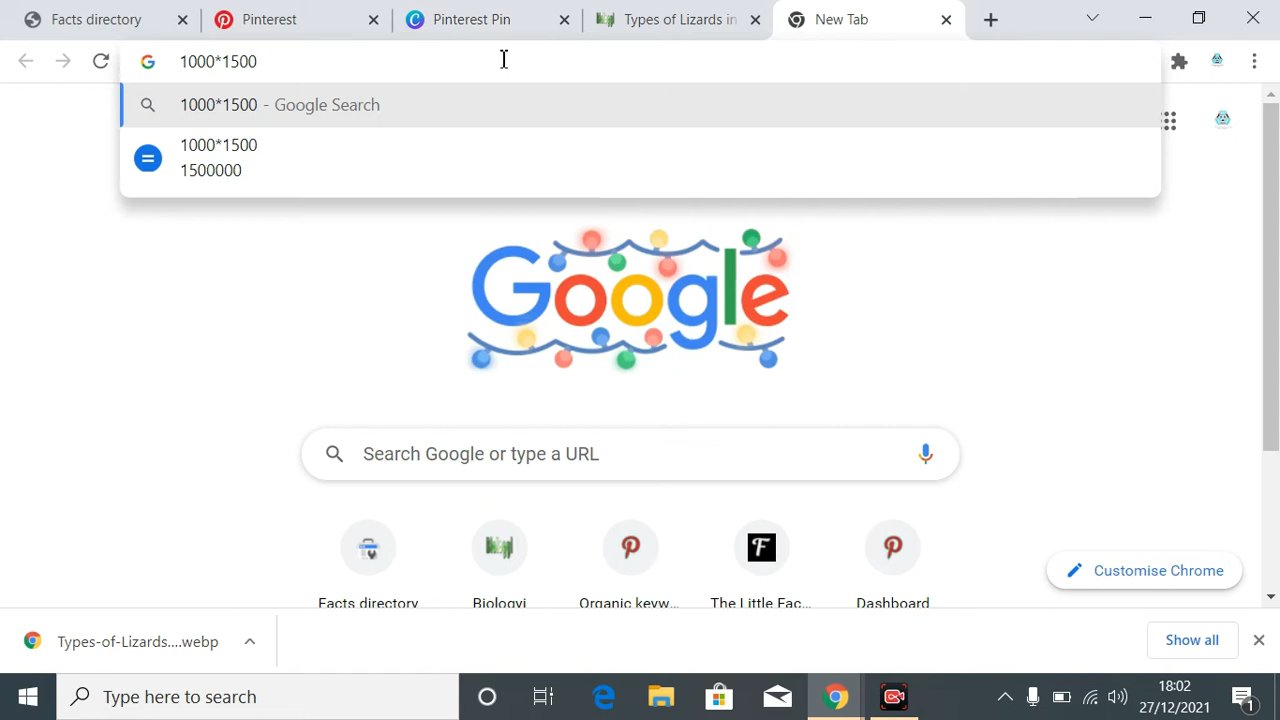 Facts directory
Pinterest
Pinterest Pin
Types of Lizards in
New Tab
1000*1500
1000*1500 - Google Search
1000*1500
1500000
Google
Search Google or type a URL
Facts directory
Biologyi
Organic keyw...
The Little Fac...
Dashboard
Customise Chrome
Types-of-Lizards....webp
Show all
Type here to search
18:02
27/12/2021
1